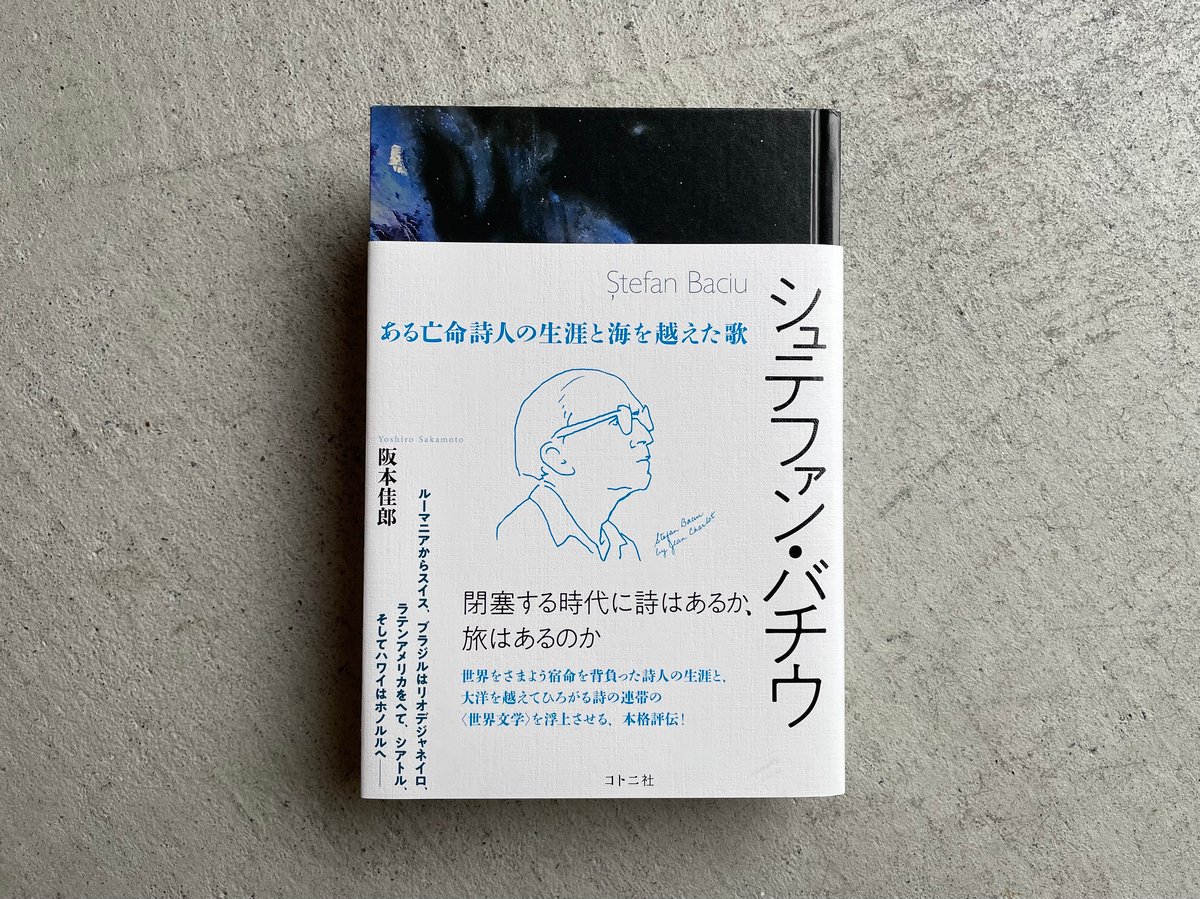 Ștefan Baciu
シュテファン・バチウ
ある亡命詩人の生涯と海を越えた歌
Yoshiro Sakamoto
阪本佳郎
ルーマニアからスイス、ブラジルはリオデジャネイロ、
ラテンアメリカをへて、シアトル、
そしてハワイはホノルルへ――
Stefan Baciu
by Jean Charlot
閉塞する時代に詩はあるか、
旅はあるのか
世界をさまよう宿命を背負った詩人の生涯と、
大洋を越えてひろがる詩の連帯の
〈世界文学〉を浮上させる、本格評伝！
コトニ社